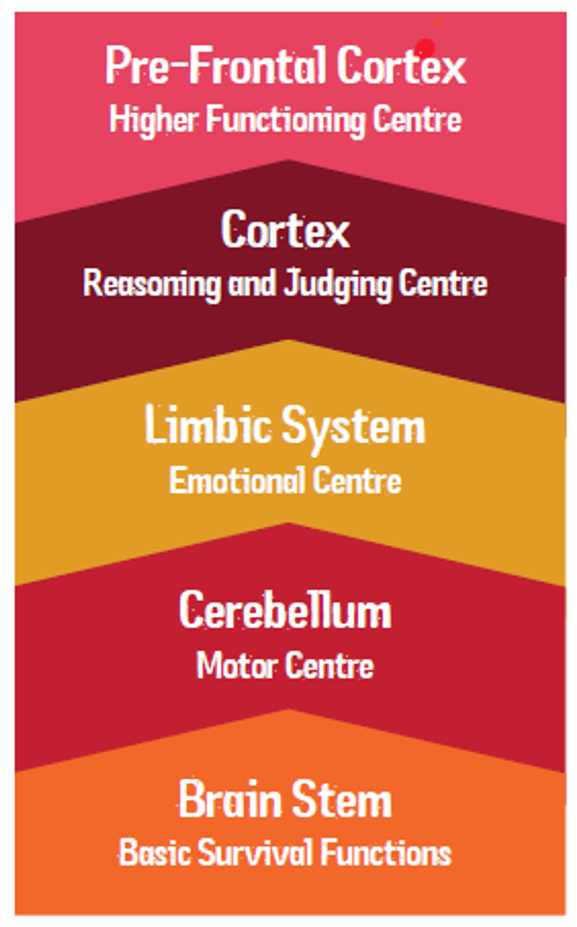 Pre-Frontal Cortex
Higher Functioning Centre
Cortex
Reasoning and Judging Centre
Limbic System
Emotional Centre
Cerebellum
Motor Centre
Brain Stem
Basic Survival Functions